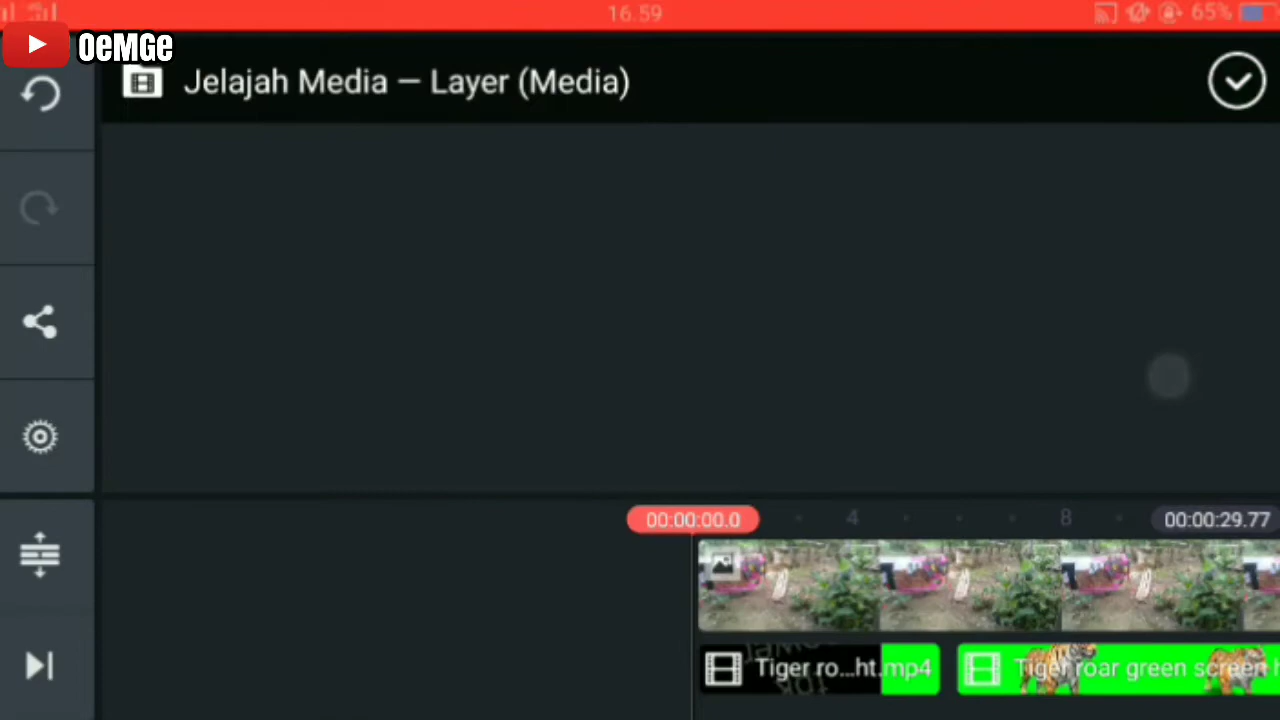 16.59
65%
OeMGe
Jelajah Media — Layer (Media)
00:00:00.0
4
8
00:00:29.77
Tiger ro...ht.mp4
Tiger roar green screen h